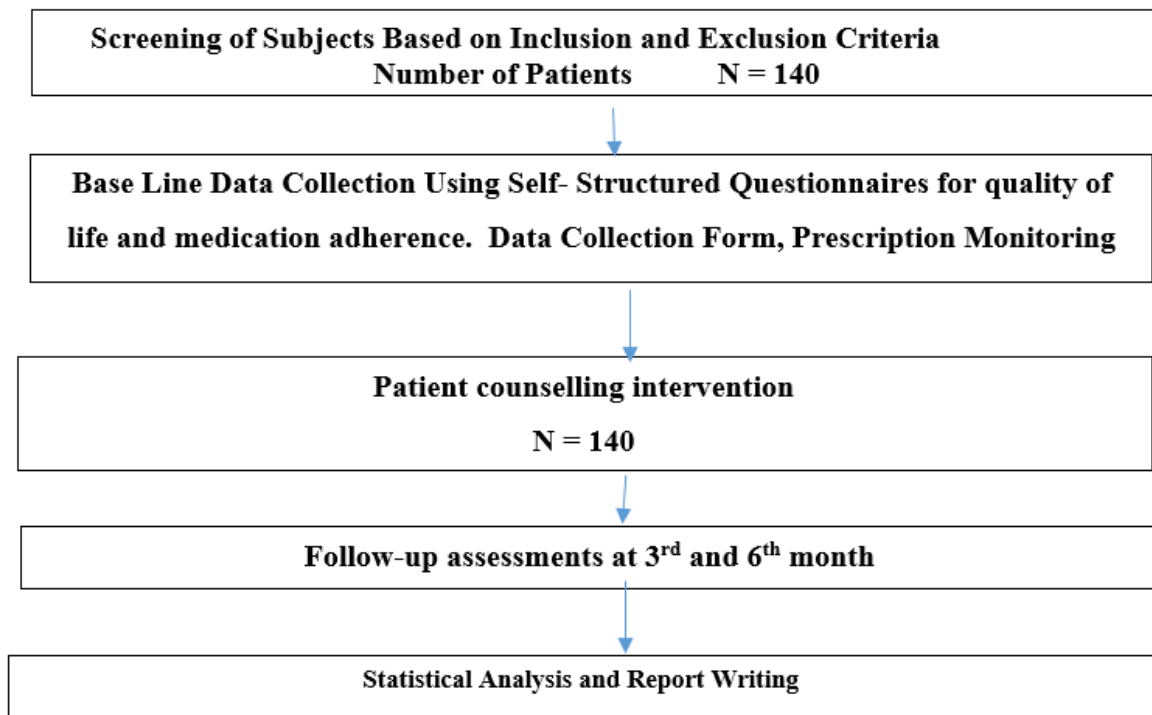 Screening of Subjects Based on Inclusion and Exclusion Criteria
Number of Patients N = 140
Base Line Data Collection Using Self- Structured Questionnaires for quality of
life and medication adherence. Data Collection Form, Prescription Monitoring
Patient counselling intervention
N = 140
Follow-up assessments at 3rd and 6th month
Statistical Analysis and Report Writing